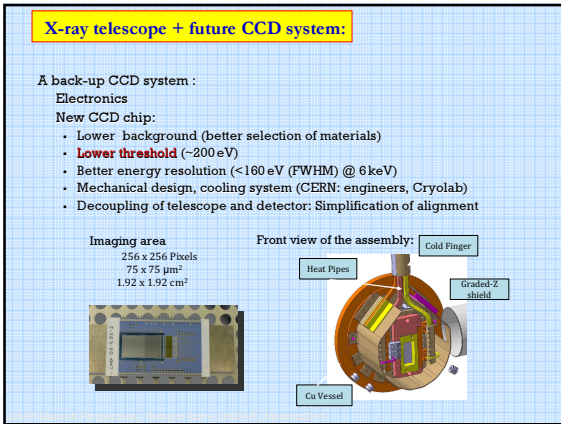 X-ray telescope + future CCD system:
A back-up CCD system :
Electronics
New CCD chip:
▪ Lower background (better selection of materials)
▪ Lower threshold (~200 eV)
▪ Better energy resolution (<160 eV (FWHM) @ 6 keV)
▪ Mechanical design, cooling system (CERN: engineers, Cryolab)
▪ Decoupling of telescope and detector: Simplification of alignment
Imaging area
256 x 256 Pixels
75 x 75 µm²
1.92 x 1.92 cm²
Front view of the assembly:
Cold Finger
Heat Pipes
Graded-Z
shield
Cu Vessel